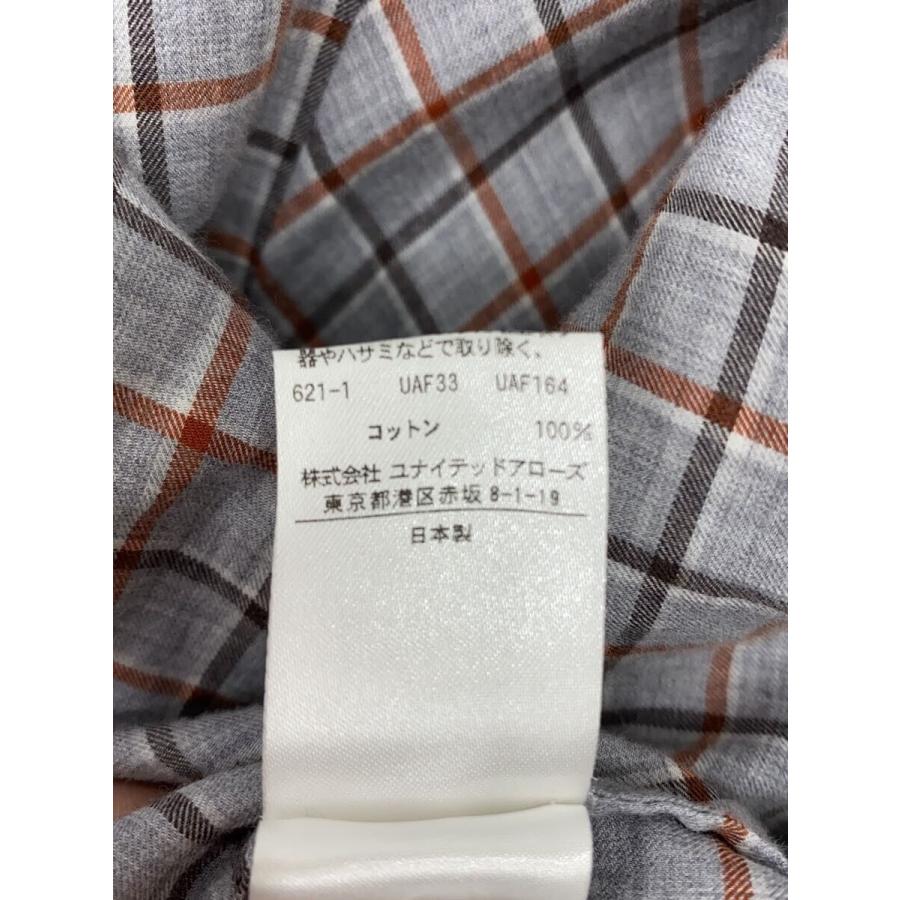 器やハサミなどで取り除く、
621-1 UAF33 UAF164
コットン 100%
株式会社 ユナイテッドアローズ
東京都港区赤坂 8-1-19
日本製